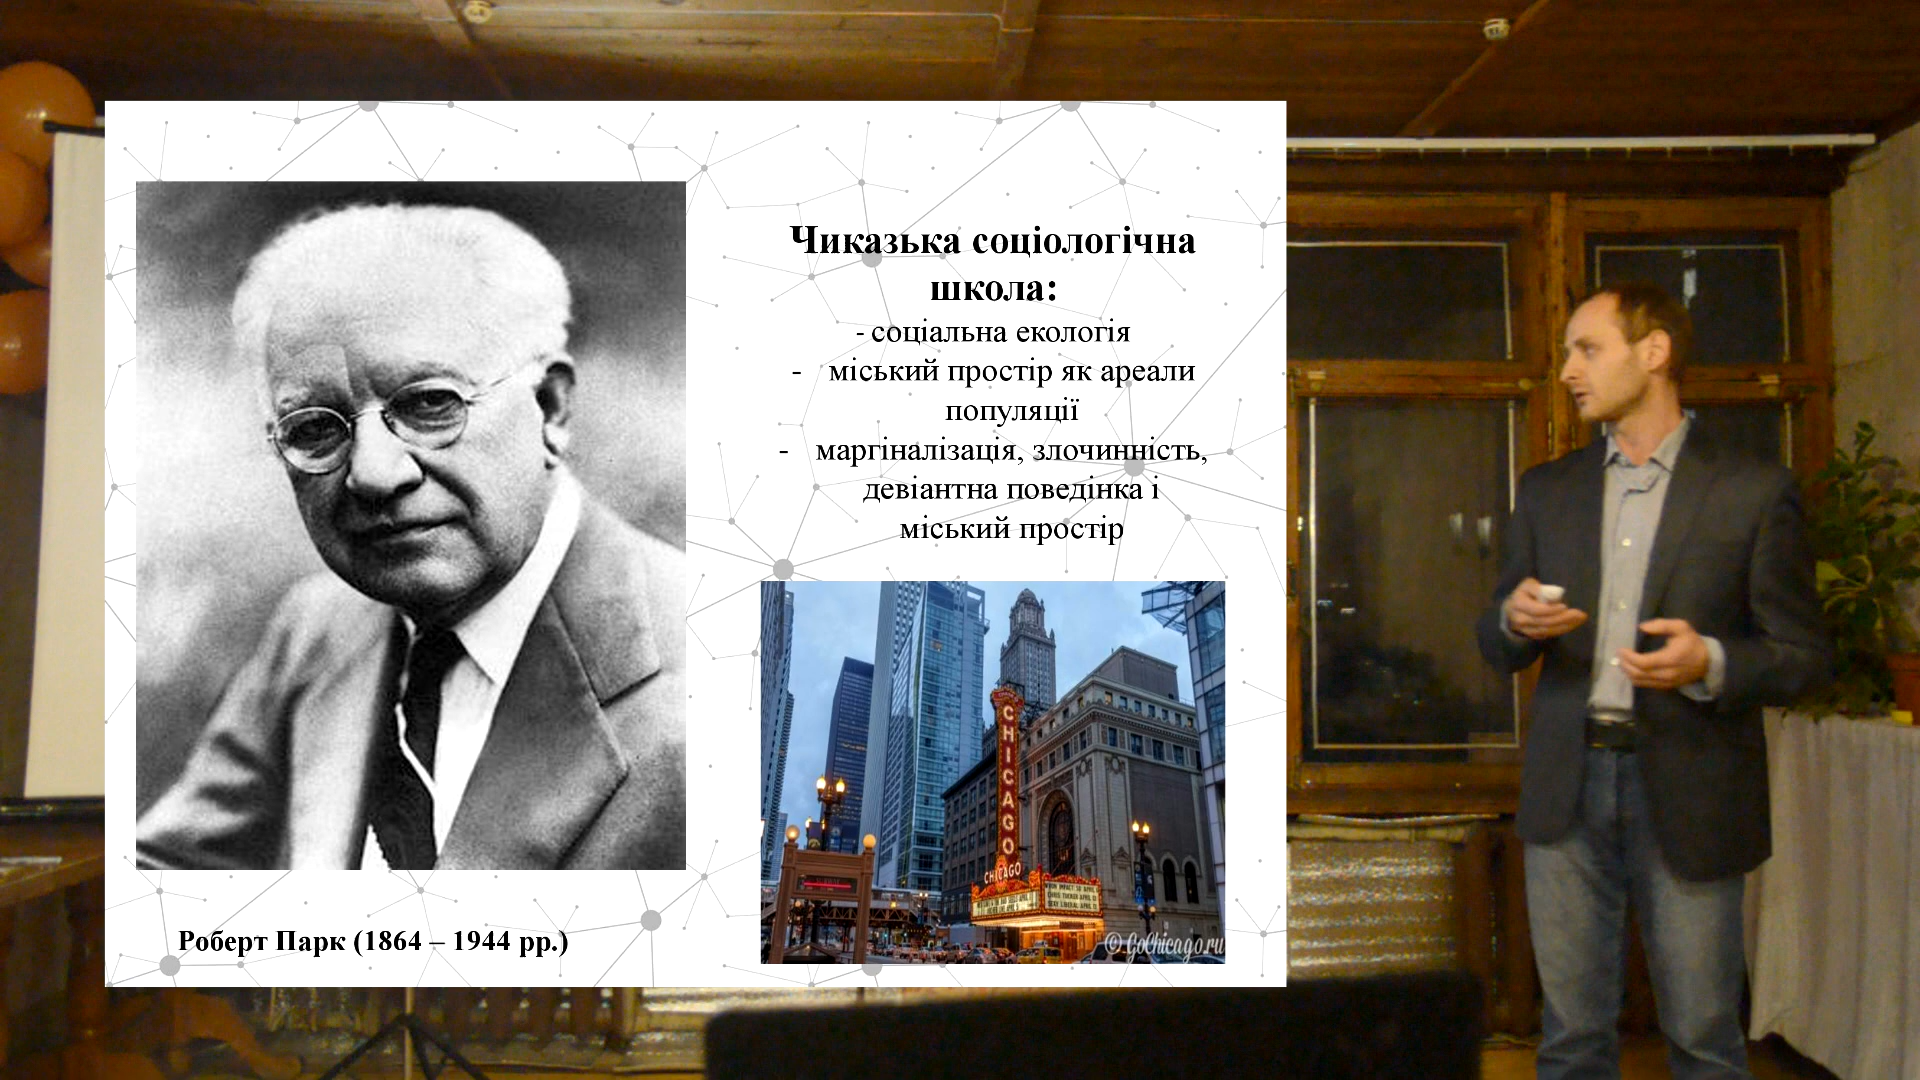 Чиказька соціологічна
школа:
- соціальна екологія
- міський простір як ареали
популяції
- маргіналізація, злочинність,
девіантна поведінка і
міський простір
CHICAGO
CHICAGO
© GoChicago.ru
Роберт Парк (1864 – 1944 рр.)